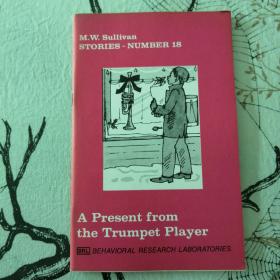 M.W. Sullivan
STORIES - NUMBER 18
A Present from
the Trumpet Player
BRL BEHAVIORAL RESEARCH LABORATORIES